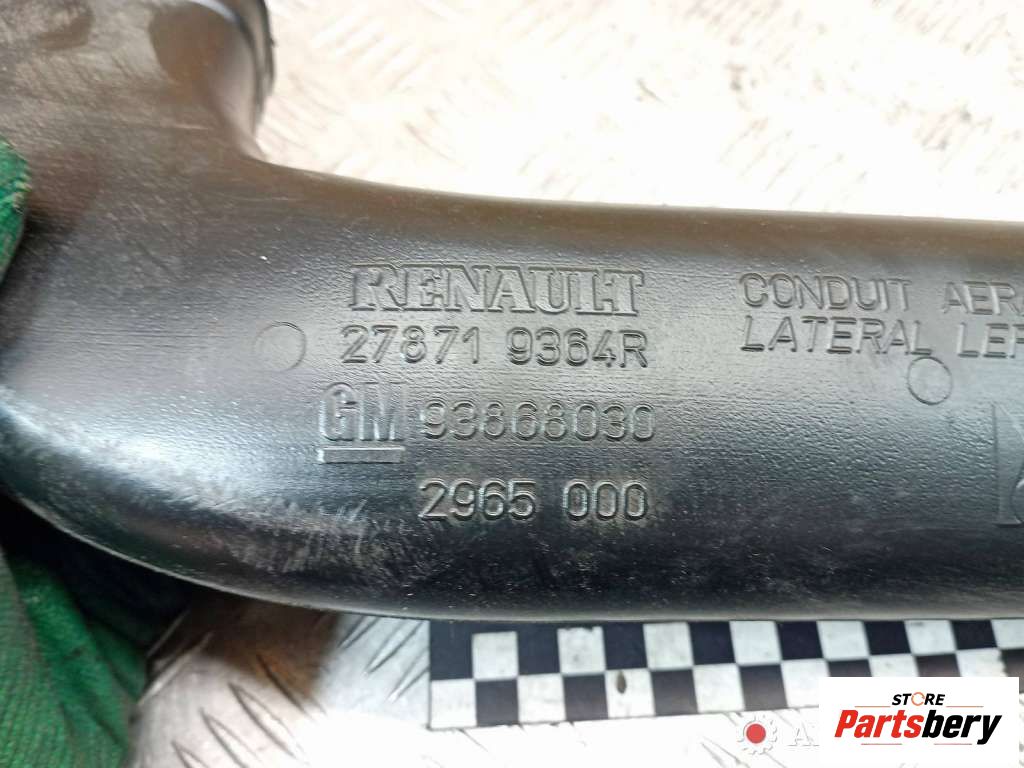 RENAULT
27871 9364R
GM 93868030
2965 000
CONDUIT
LATERAL
STORE
Partsbery